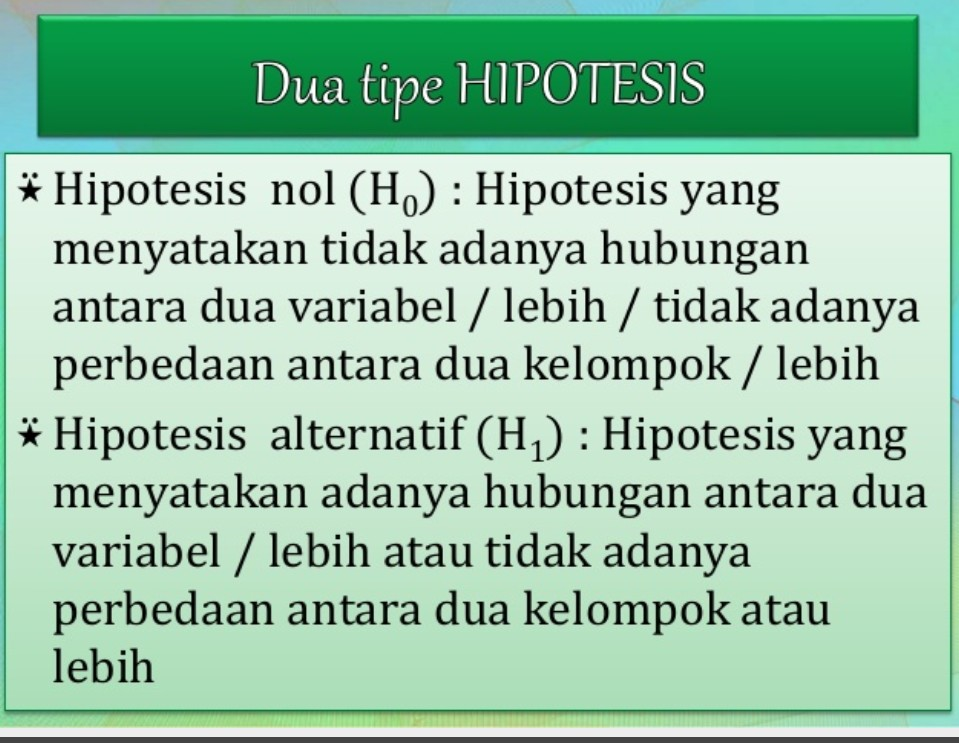 Dua tipe HIPOTESIS
Hipotesis nol (H₀) : Hipotesis yang
menyatakan tidak adanya hubungan
antara dua variabel / lebih / tidak adanya
perbedaan antara dua kelompok / lebih
Hipotesis alternatif (H₁) : Hipotesis yang
menyatakan adanya hubungan antara dua
variabel / lebih atau tidak adanya
perbedaan antara dua kelompok atau
lebih